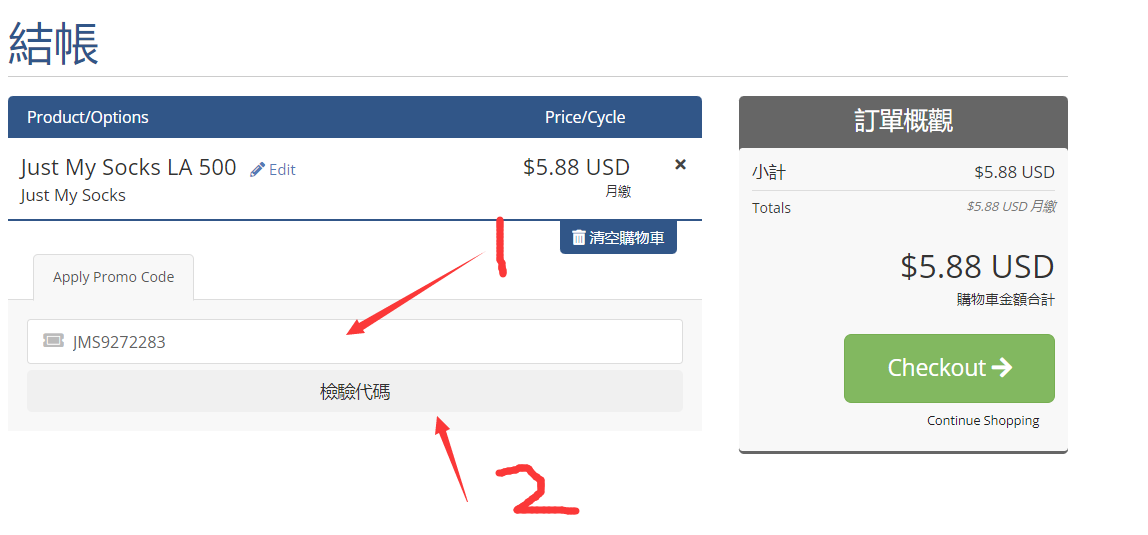 結帳
Product/Options Price/Cycle
Just My Socks LA 500 Edit $5.88 USD ×
Just My Socks 月繳
清空購物車
1
Apply Promo Code
JMS9272283
檢驗代碼
2
訂單概觀
小計 $5.88 USD
Totals $5.88 USD 月繳
$5.88 USD
購物車金額合計
Checkout
Continue Shopping